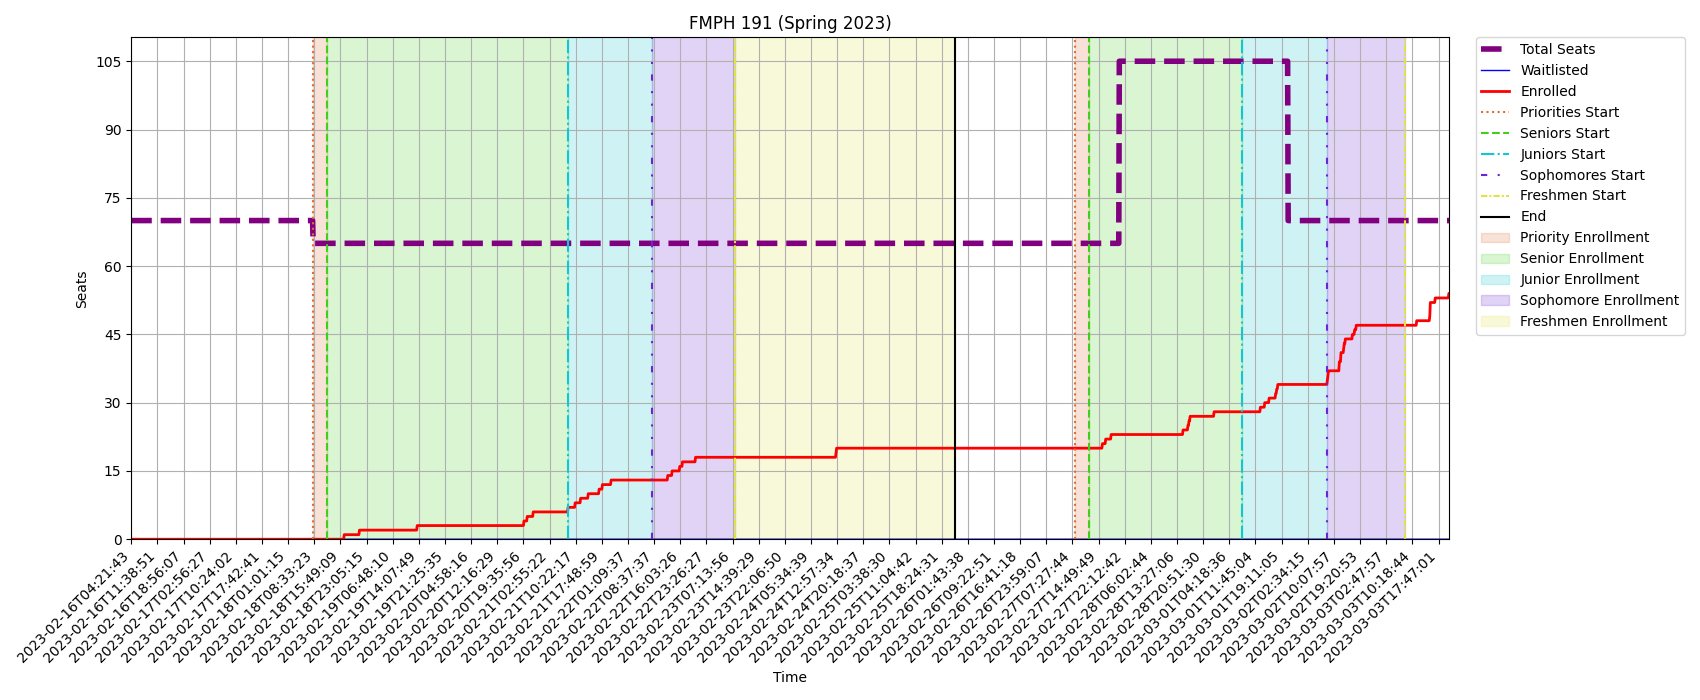 FMPH 191 (Spring 2023)
Seats
105
90
75
60
45
30
15
0
2023-02-16T04:21:43
2023-02-16T11:38:51
2023-02-16T18:56:07
2023-02-17T02:56:27
2023-02-17T10:24:02
2023-02-17T17:42:41
2023-02-18T01:01:15
2023-02-18T08:33:23
2023-02-18T15:49:09
2023-02-18T23:05:15
2023-02-19T06:48:10
2023-02-19T14:07:49
2023-02-19T21:25:35
2023-02-20T04:58:16
2023-02-20T12:16:29
2023-02-20T19:35:56
2023-02-21T02:55:22
2023-02-21T10:22:17
2023-02-21T17:48:59
2023-02-22T01:09:37
2023-02-22T08:37:37
2023-02-22T16:03:26
2023-02-22T23:26:27
2023-02-23T07:13:56
2023-02-23T14:39:29
2023-02-23T22:06:50
2023-02-24T05:34:39
2023-02-24T12:57:34
2023-02-24T20:18:37
2023-02-25T03:38:30
2023-02-25T11:04:42
2023-02-25T18:24:31
2023-02-26T01:43:38
2023-02-26T09:22:51
2023-02-26T16:41:18
2023-02-26T23:59:07
2023-02-27T07:27:44
2023-02-27T14:49:49
2023-02-27T22:12:42
2023-02-28T06:02:44
2023-02-28T13:27:06
2023-02-28T20:51:30
2023-03-01T04:18:36
2023-03-01T11:45:04
2023-03-01T19:11:05
2023-03-02T02:34:15
2023-03-02T10:07:57
2023-03-02T19:20:53
2023-03-03T02:47:57
2023-03-03T10:18:44
2023-03-03T17:47:01
Time
Total Seats
Waitlisted
Enrolled
Priorities Start
Seniors Start
Juniors Start
Sophomores Start
Freshmen Start
End
Priority Enrollment
Senior Enrollment
Junior Enrollment
Sophomore Enrollment
Freshmen Enrollment